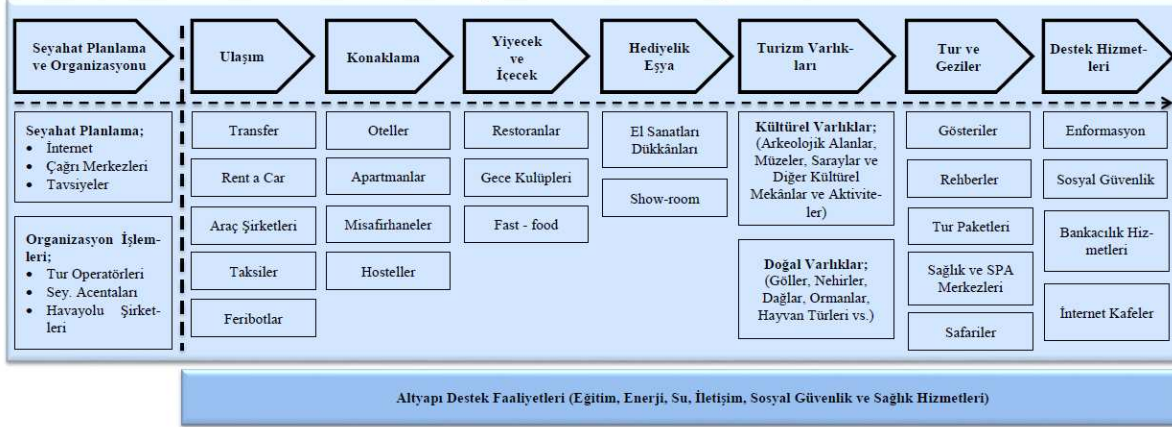 Seyahat Planlama
ve Organizasyonu
Ulaşım
Konaklama
Yiyecek
ve
İçecek
Hediyelik
Eşya
Turizm Varlık-
ları
Tur ve
Geziler
Destek Hizmet-
leri
Seyahat Planlama;
• İnternet
• Çağrı Merkezleri
• Tavsiyeler
Organizasyon İşlem-
leri;
• Tur Operatörleri
• Sey. Acentaları
• Havayolu Şirket-
leri
Transfer
Rent a Car
Araç Şirketleri
Taksiler
Feribotlar
Oteller
Apartmanlar
Misafirhaneler
Hosteller
Restoranlar
Gece Kulüpleri
Fast - food
El Sanatları
Dükkânları
Show-room
Kültürel Varlıklar;
(Arkeolojik Alanlar,
Müzeler, Saraylar ve
Diğer Kültürel
Mekânlar ve Aktivite-
ler)
Doğal Varlıklar;
(Göller, Nehirler,
Dağlar, Ormanlar,
Hayvan Türleri vs.)
Gösteriler
Rehberler
Tur Paketleri
Sağlık ve SPA
Merkezleri
Safariler
Enformasyon
Sosyal Güvenlik
Bankacılık Hiz-
metleri
İnternet Kafeler
Altyapı Destek Faaliyetleri (Eğitim, Enerji, Su, İletişim, Sosyal Güvenlik ve Sağlık Hizmetleri)